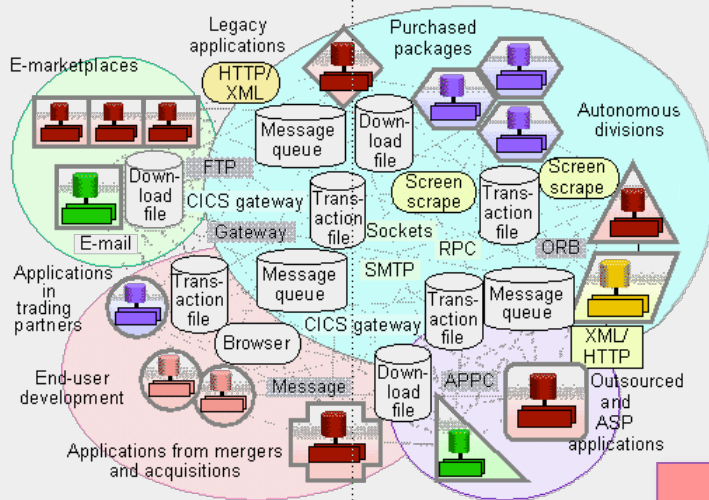 Legacy
applications
Purchased
packages
E-marketplaces
HTTP/
XML
Autonomous
divisions
Message
queue
Down-
load
file
Down-
load
file
FTP
CICS gateway
Trans-
action
file
Screen
scrape
Trans-
action
file
Screen
scrape
E-mail
Gateway
Sockets
RPC
ORB
SMTP
Applications
in
trading
partners
Trans-
action
file
Message
queue
Trans-
action
file
Message
queue
CICS gateway
Browser
XML/
HTTP
End-user
development
Message
Down-
load
file
APPC
Outsourced
and
ASP
applications
Applications from mergers
and acquisitions